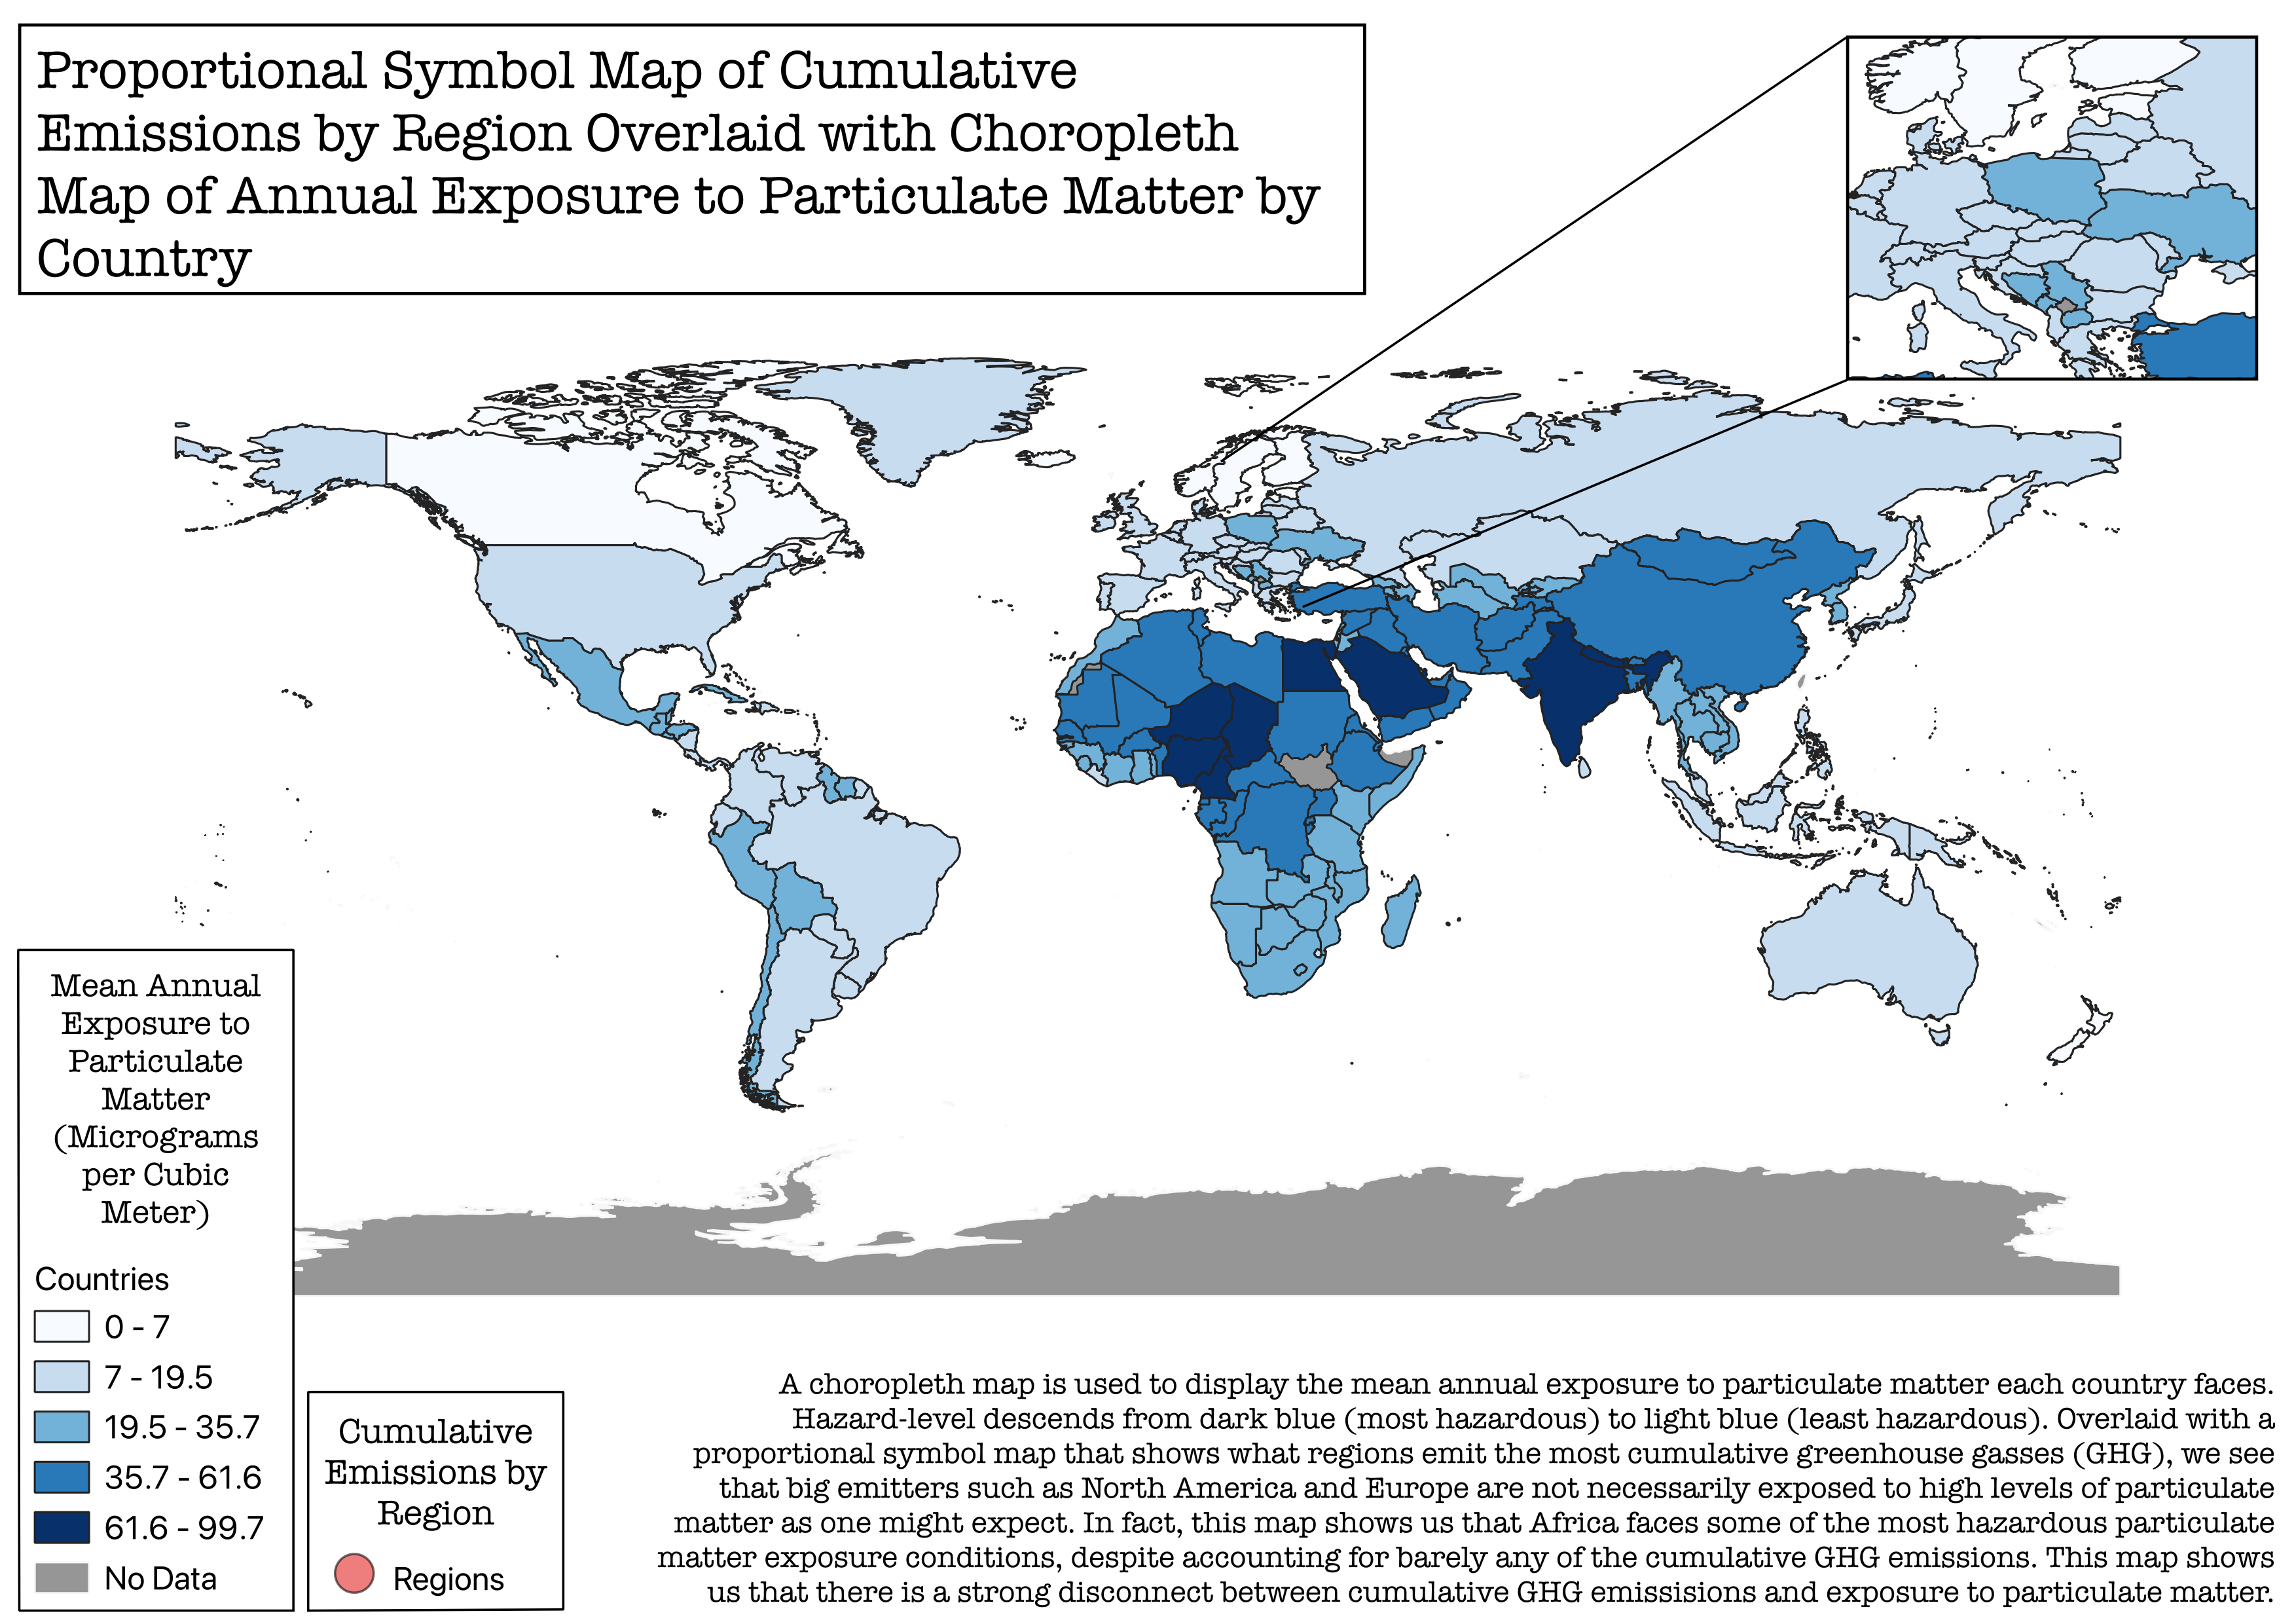 Proportional Symbol Map of Cumulative
Emissions by Region Overlaid with Choropleth
Map of Annual Exposure to Particulate Matter by
Country
Mean Annual
Exposure to
Particulate
Matter
(Micrograms
per Cubic
Meter)
Countries
0 - 7
7 - 19.5
19.5 - 35.7
35.7 - 61.6
61.6 - 99.7
No Data
Cumulative
Emissions by
Region
Regions
A choropleth map is used to display the mean annual exposure to particulate matter each country faces.
Hazard-level descends from dark blue (most hazardous) to light blue (least hazardous). Overlaid with a
proportional symbol map that shows what regions emit the most cumulative greenhouse gasses (GHG), we see
that big emitters such as North America and Europe are not necessarily exposed to high levels of particulate
matter as one might expect. In fact, this map shows us that Africa faces some of the most hazardous particulate
matter exposure conditions, despite accounting for barely any of the cumulative GHG emissions. This map shows
us that there is a strong disconnect between cumulative GHG emissisions and exposure to particulate matter.